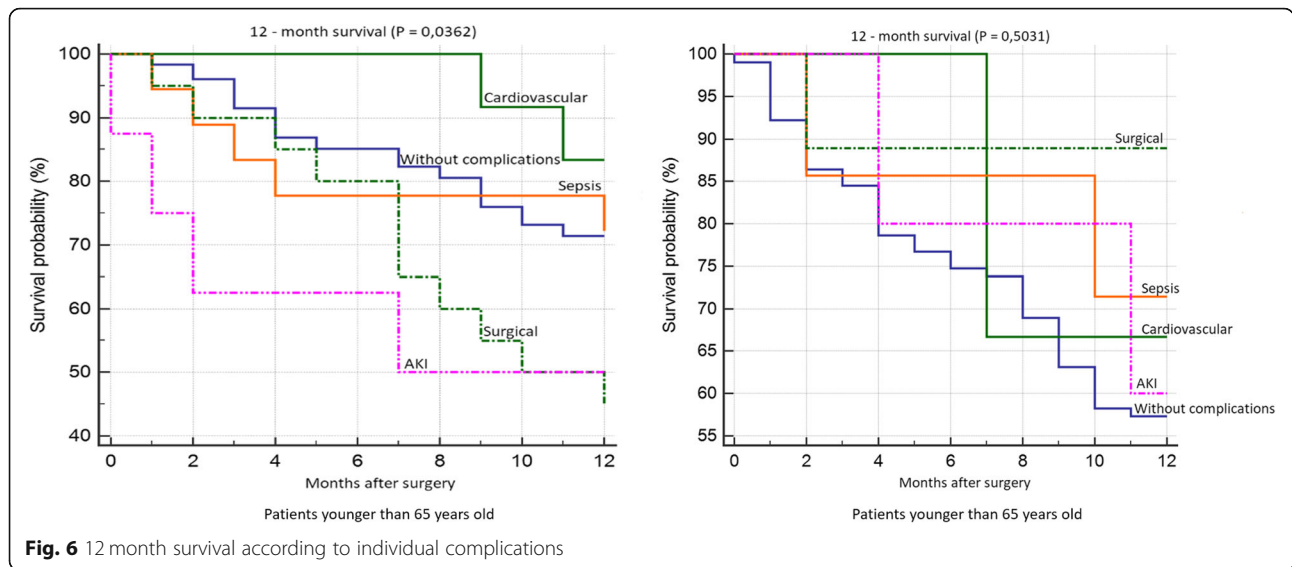 12 - month survival (P = 0,0362)
100
90
80
70
60
50
40
Survival probability (%)
Cardiovascular
Without complications
Sepsis
Surgical
AKI
0 2 4 6 8 10 12
Months after surgery
Patients younger than 65 years old
12 - month survival (P = 0,5031)
100
95
90
85
80
75
70
65
60
55
Survival probability (%)
Surgical
Sepsis
Cardiovascular
AKI
Without complications
0 2 4 6 8 10 12
Months after surgery
Patients younger than 65 years old
Fig. 6 12 month survival according to individual complications